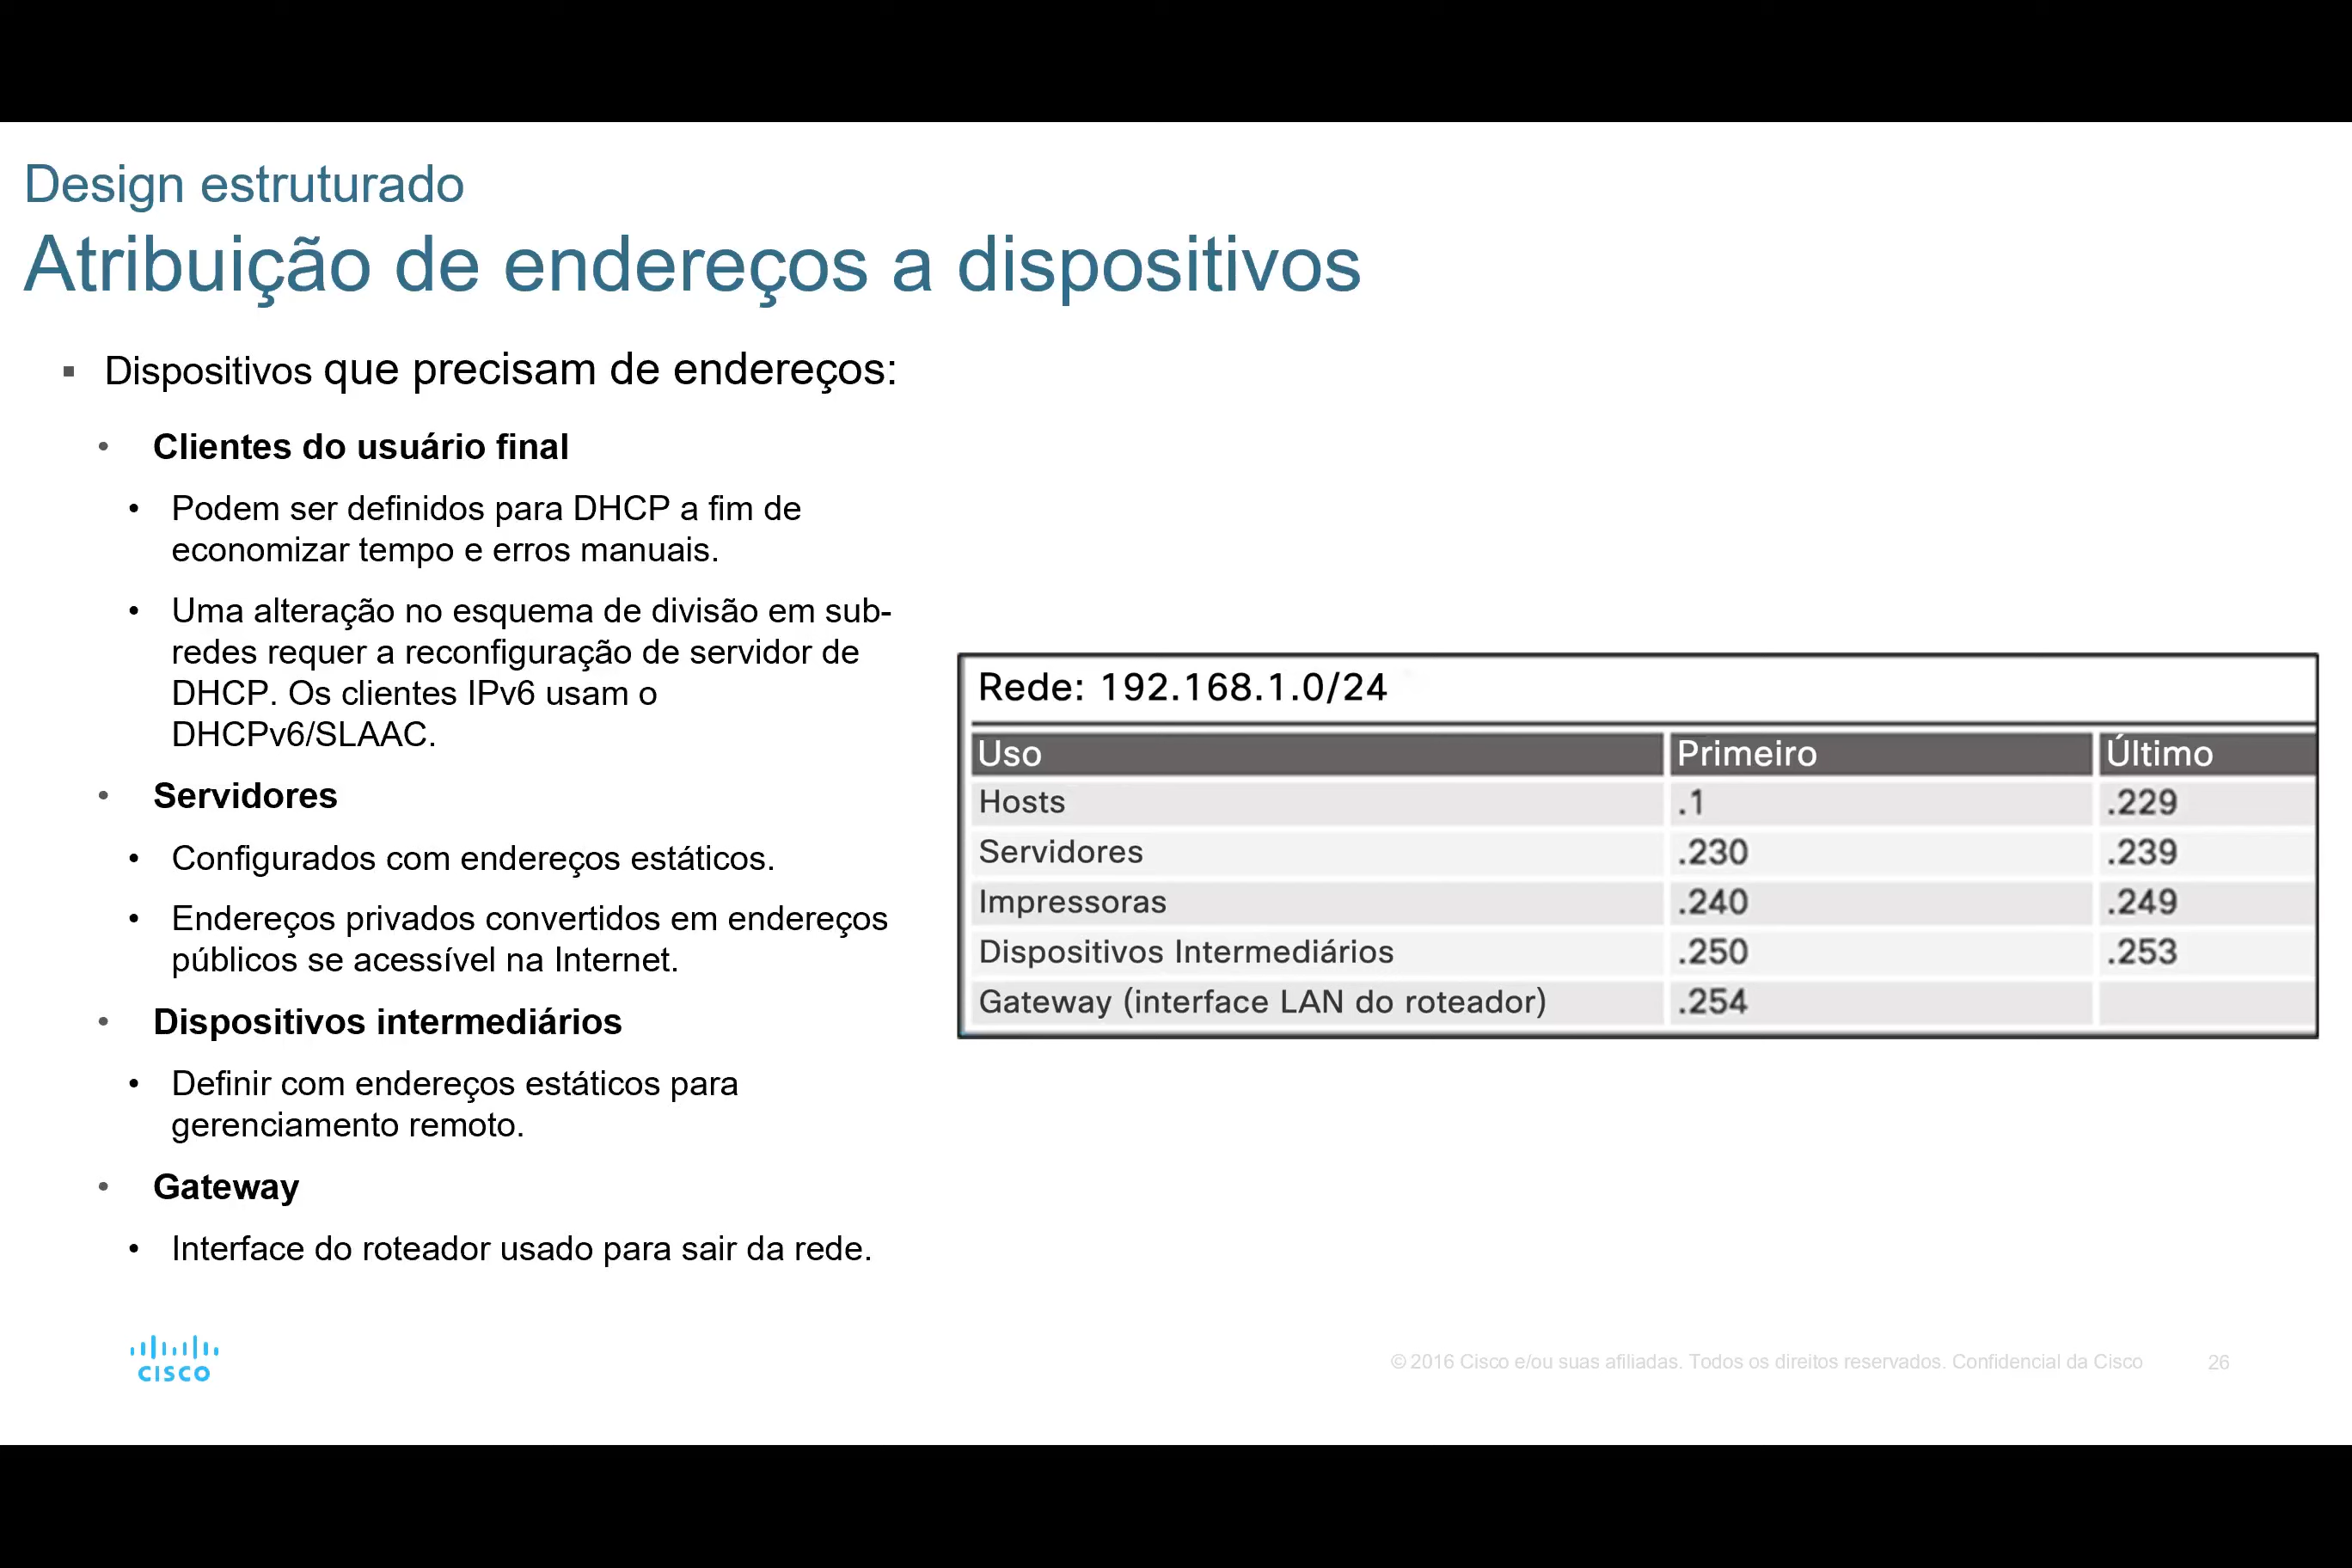 Design estruturado
Atribuição de endereços a dispositivos
▪ Dispositivos que precisam de endereços:
• Clientes do usuário final
• Podem ser definidos para DHCP a fim de
economizar tempo e erros manuais.
• Uma alteração no esquema de divisão em sub-
redes requer a reconfiguração de servidor de
DHCP. Os clientes IPv6 usam o
DHCPv6/SLAAC.
• Servidores
• Configurados com endereços estáticos.
• Endereços privados convertidos em endereços
públicos se acessível na Internet.
• Dispositivos intermediários
• Definir com endereços estáticos para
gerenciamento remoto.
• Gateway
• Interface do roteador usado para sair da rede.
Rede: 192.168.1.0/24
Uso Primeiro Último
Hosts .1 .229
Servidores .230 .239
Impressoras .240 .249
Dispositivos Intermediários .250 .253
Gateway (interface LAN do roteador) .254
CISCO
© 2016 Cisco e/ou suas afiliadas. Todos os direitos reservados. Confidencial da Cisco 26